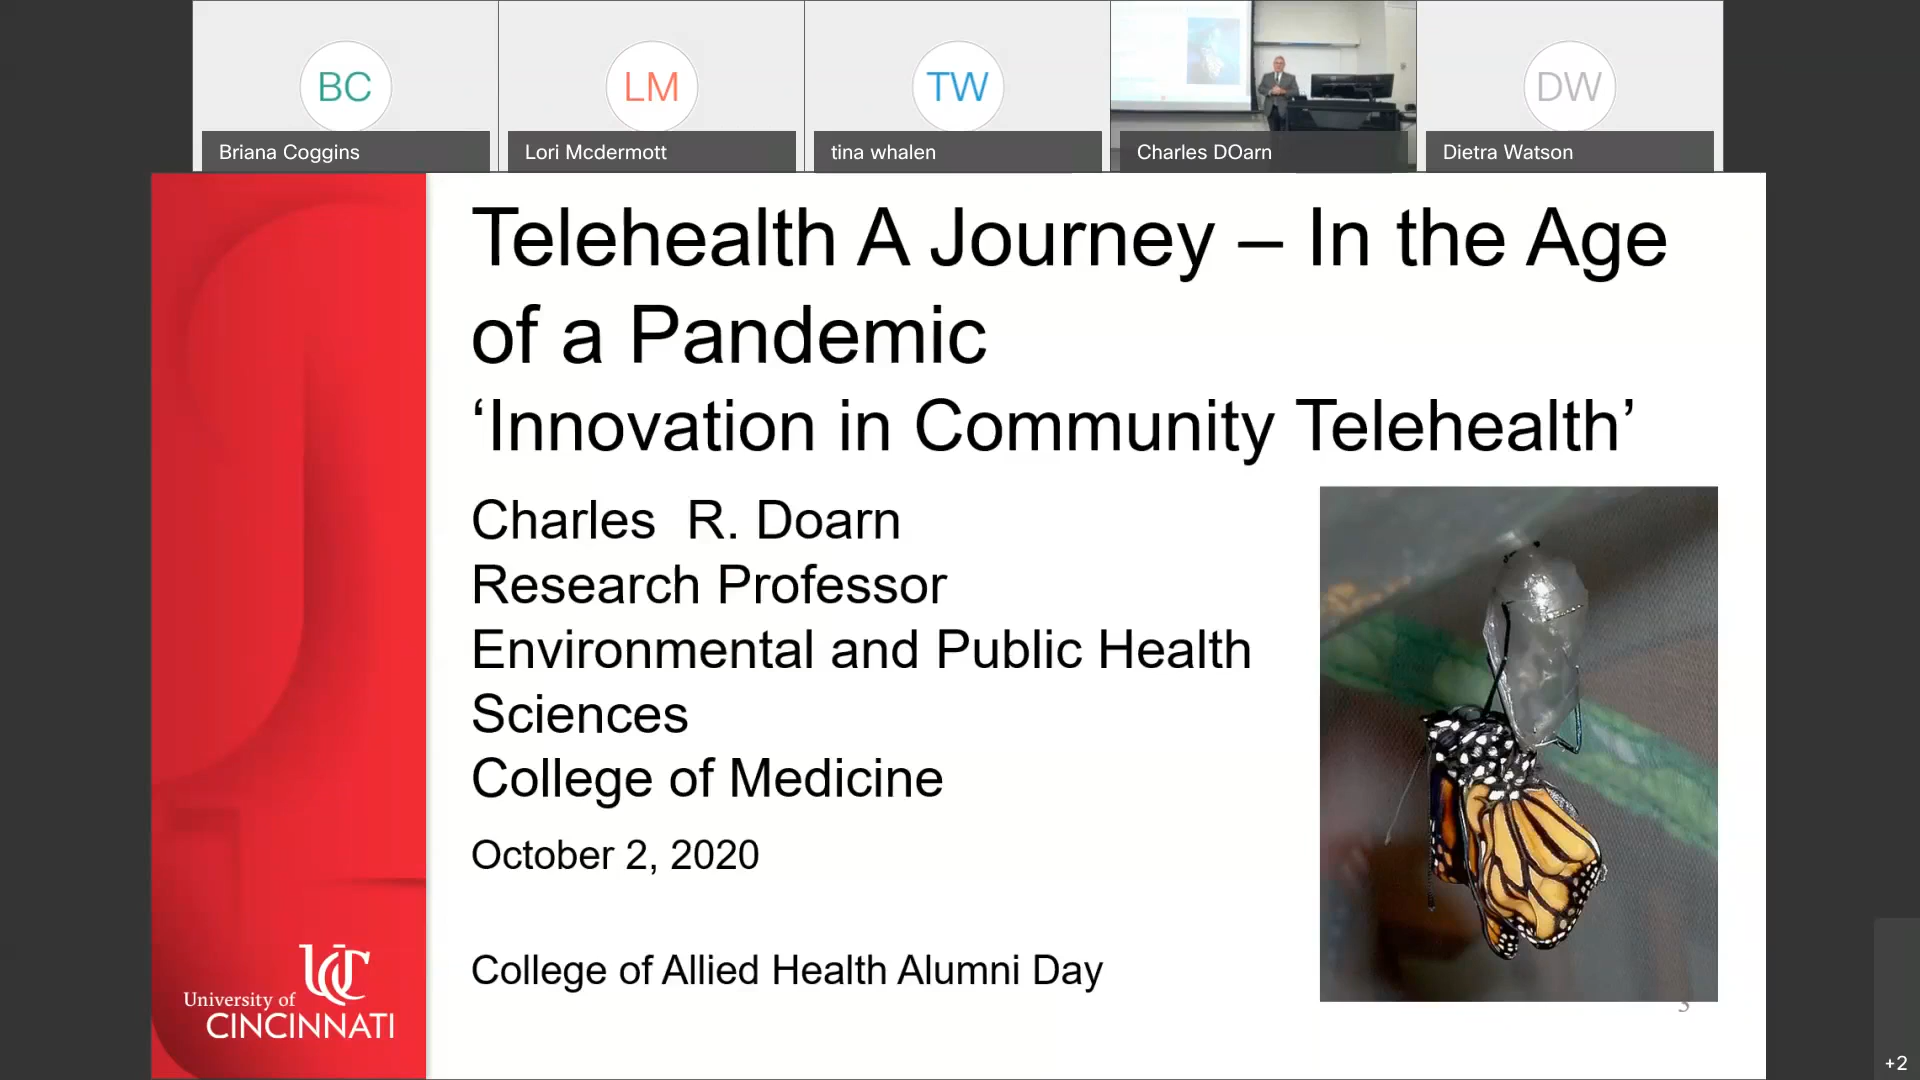 BC
LM
TW
DW
Briana Coggins
Lori Mcdermott
tina whalen
Charles DOarn
Dietra Watson
Telehealth A Journey – In the Age
of a Pandemic
‘Innovation in Community Telehealth’
Charles R. Doarn
Research Professor
Environmental and Public Health
Sciences
College of Medicine
October 2, 2020
College of Allied Health Alumni Day
UC
University of
CINCINNATI
3
+2